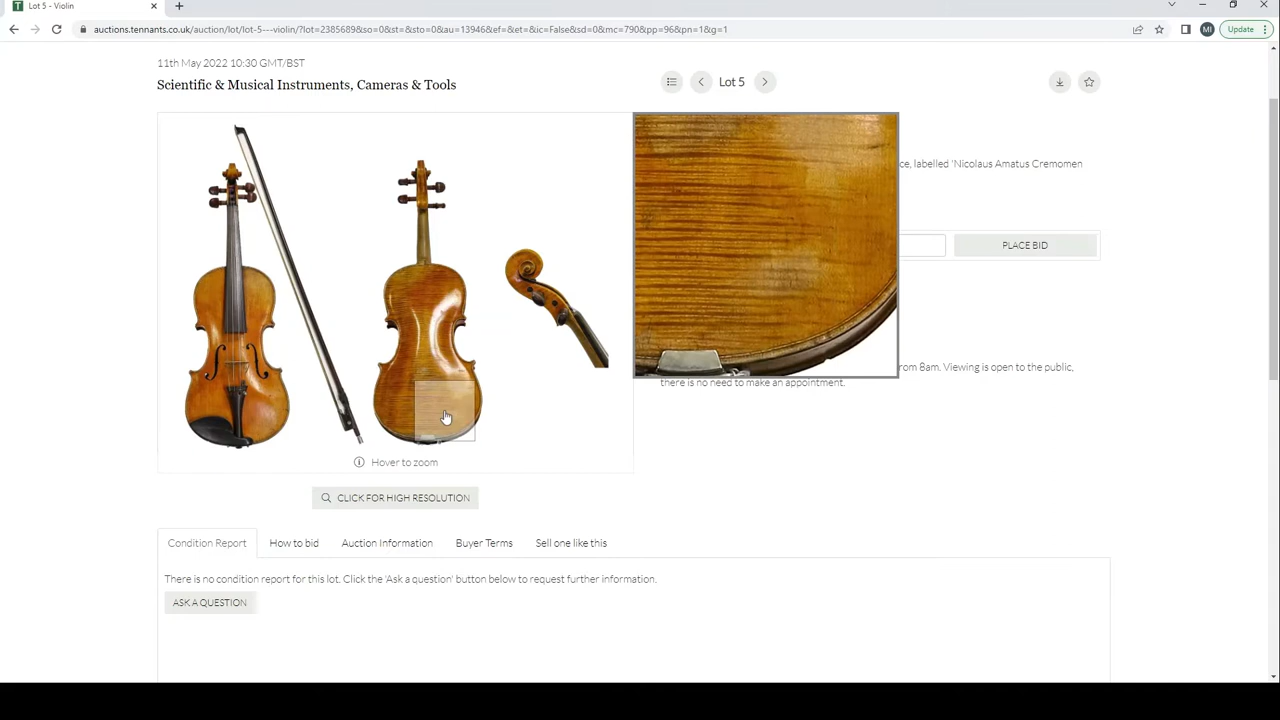 Lot 5 - Violin
auctions.tennants.co.uk/auction/lot/lot-5---violin/?lot=2385689&so=0&st=&sto=0&au=13946&ef=&et=&ic=False&sd=0&mc=790&pp=96&pn=1&g=1
MI
Update
11th May 2022 10:30 GMT/BST
Scientific & Musical Instruments, Cameras & Tools
Lot 5
ce, labelled 'Nicolaus Amatus Cremomen
PLACE BID
rom 8am. Viewing is open to the public,
there is no need to make an appointment.
Hover to zoom
CLICK FOR HIGH RESOLUTION
Condition Report
How to bid
Auction Information
Buyer Terms
Sell one like this
There is no condition report for this lot. Click the 'Ask a question' button below to request further information.
ASK A QUESTION